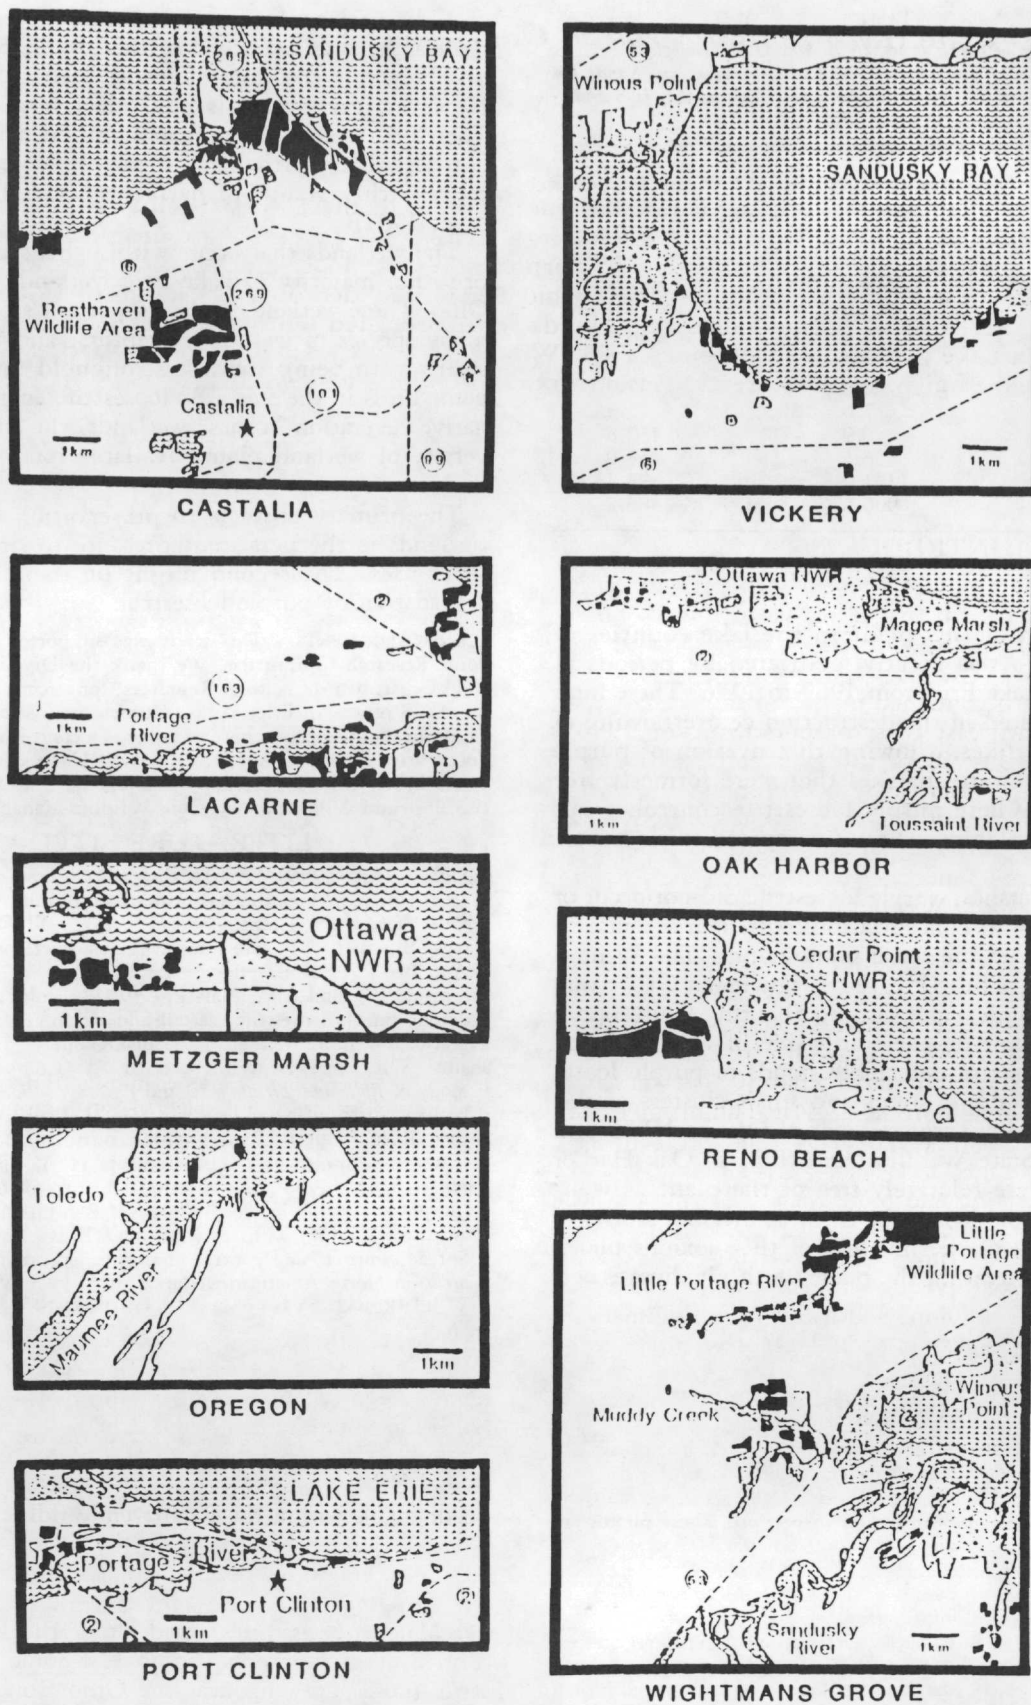 269
SANDUSKY BAY
(6)
Resthaven
Wildlife Area
269
Castalia
101
99
1km
CASTALIA
53
Winous Point
SANDUSKY BAY
(6)
1km
VICKERY
(2)
163
1km
Portage
River
LACARNE
Ottawa NWR
Magee Marsh
(2)
1km
Toussaint River
OAK HARBOR
Ottawa
NWR
1km
METZGER MARSH
Cedar Point
NWR
1km
RENO BEACH
Toledo
Maumee River
1km
OREGON
Little
Portage
Wildlife Area
Little Portage River
Winous
Point
Muddy Creek
53
Sandusky
River
1km
WIGHTMANS GROVE
LAKE ERIE
Portage River
Port Clinton
(2)
(2)
1km
PORT CLINTON